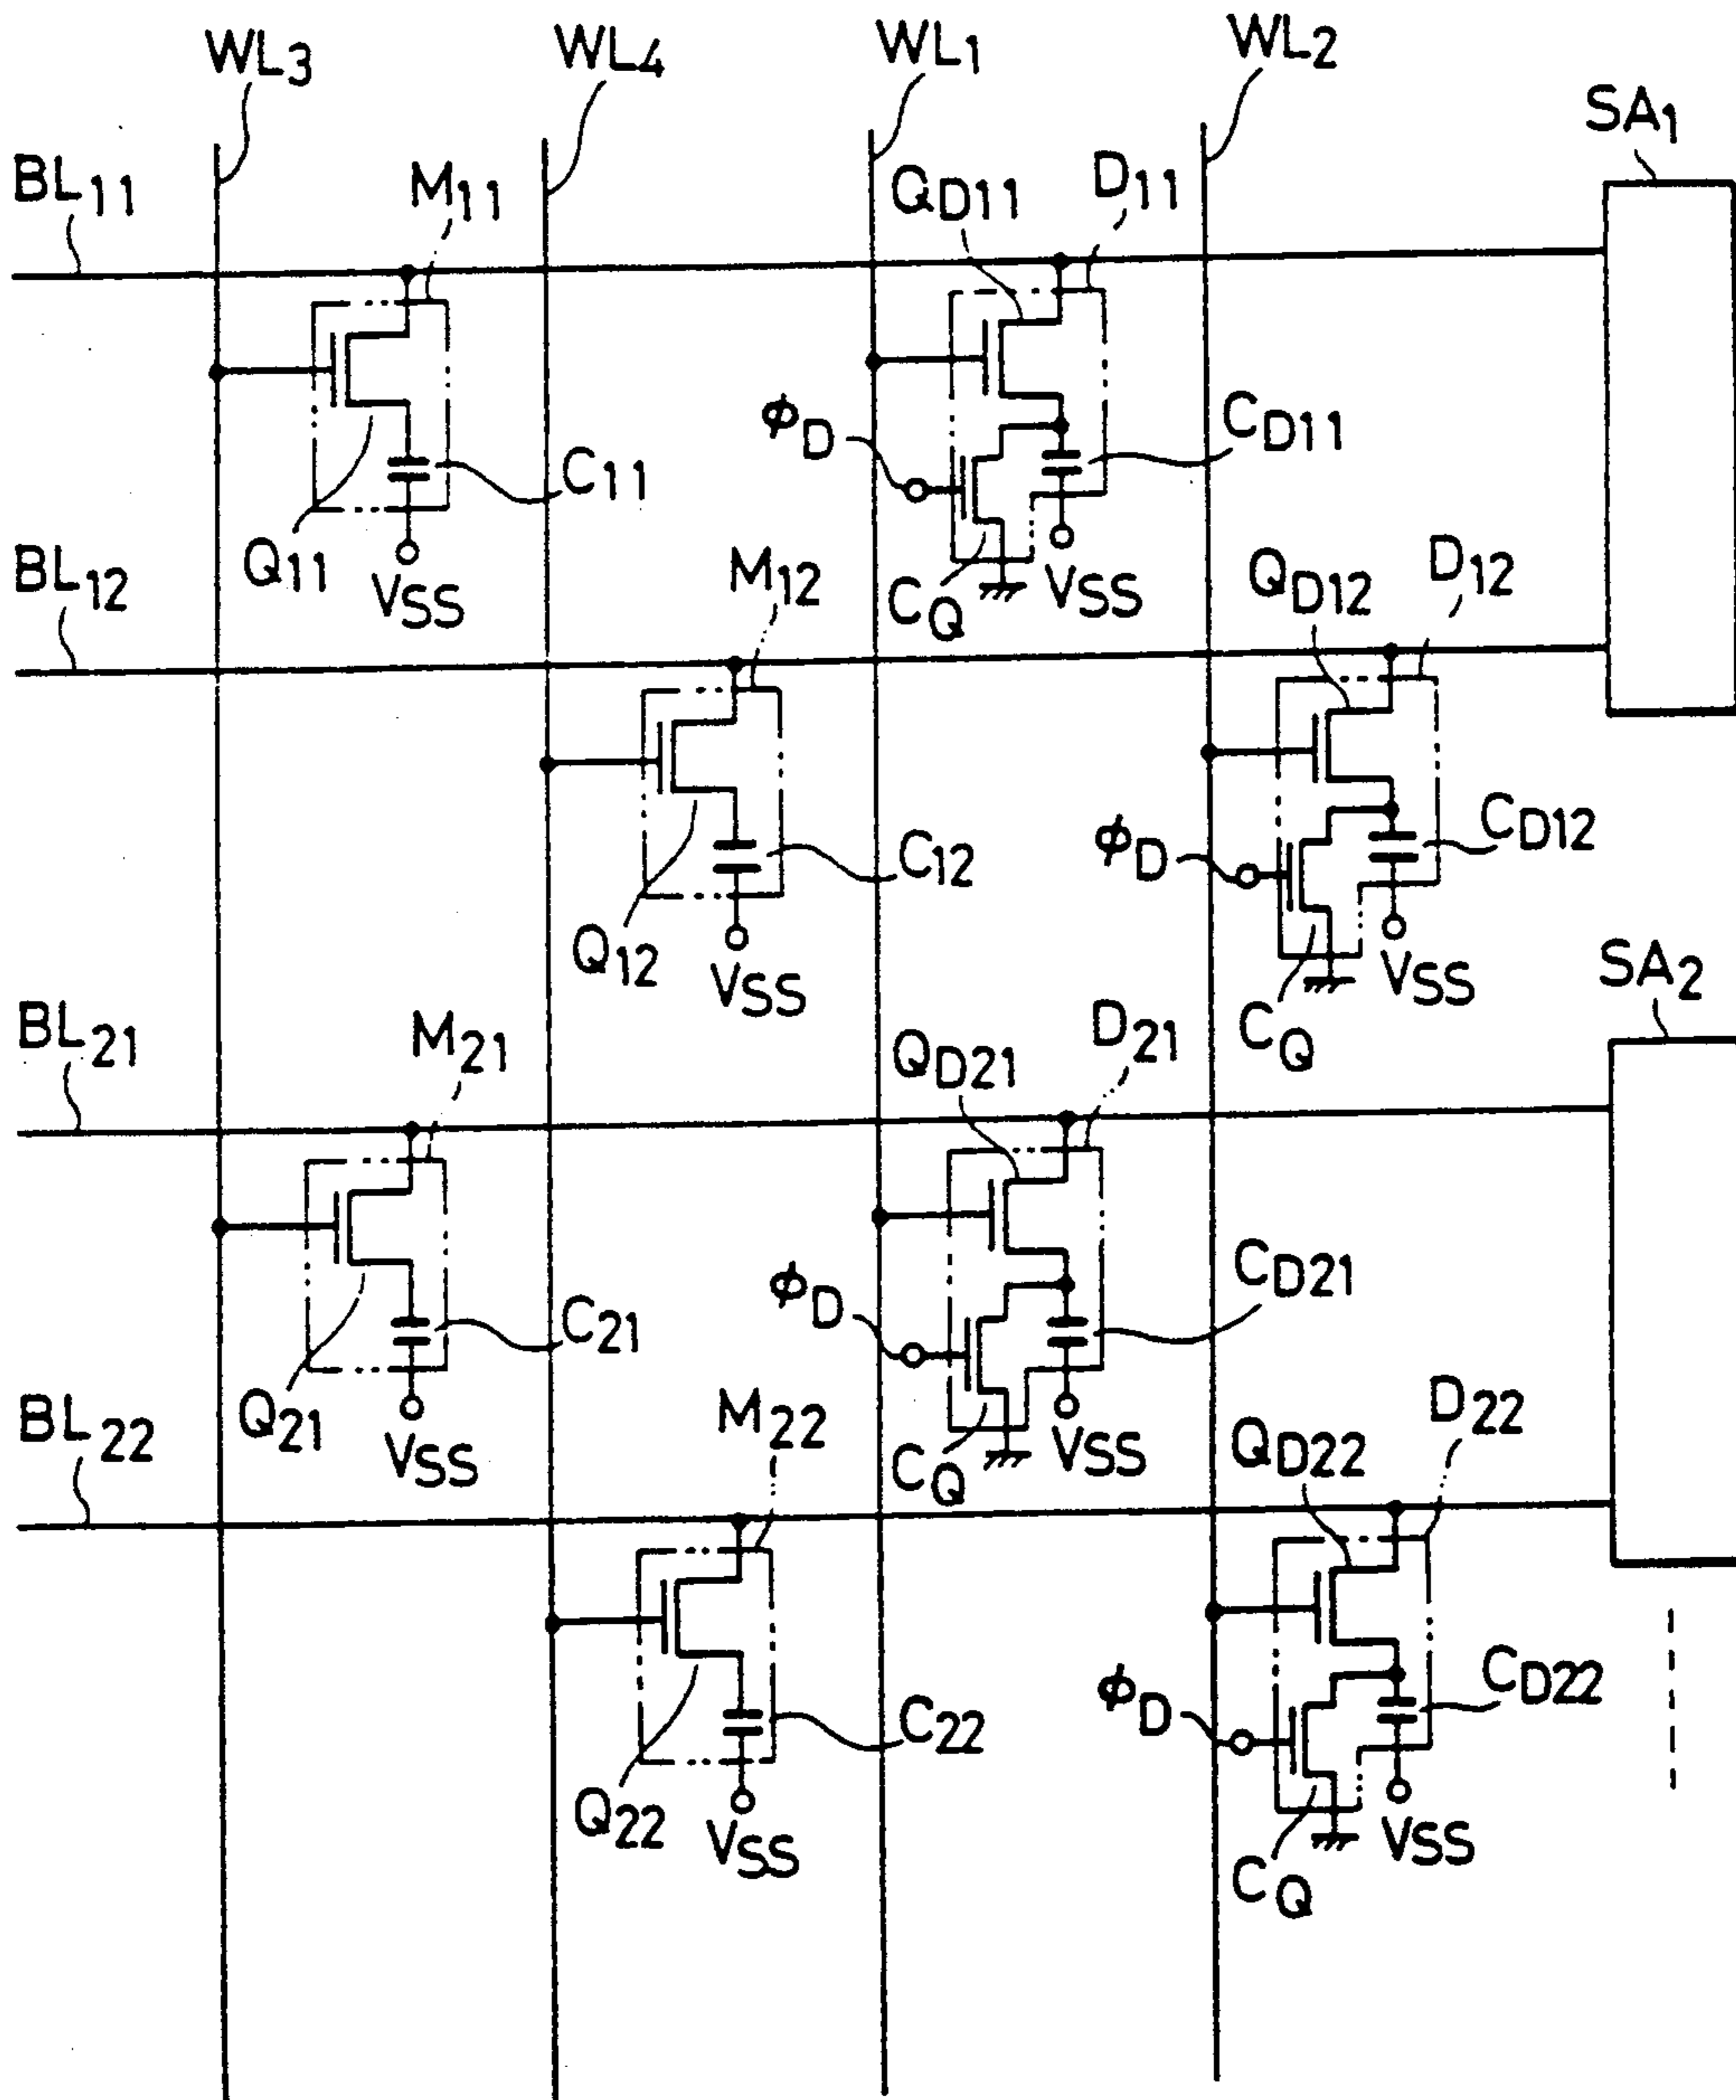 WL3 WL4 WL1 WL2
SA1
BL11 M11 QD11 D11
ΦD CD11
C11
Q11 VSS CQ VSS
BL12 M12 QD12 D12
ΦD C12 CD12
Q12 VSS CQ VSS
SA2
BL21 M21 QD21 D21
ΦD C21 CD21
Q21 VSS CQ VSS
BL22 M22 QD22 D22
ΦD C22 CD22
Q22 VSS CQ VSS